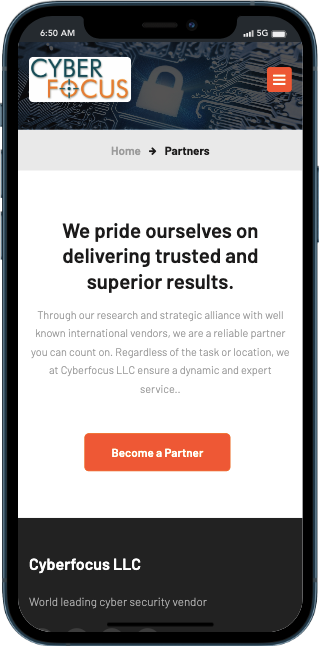 6:50 AM 5G
CYBER
FOCUS
Home Partners
We pride ourselves on
delivering trusted and
superior results.
Through our research and strategic alliance with well
known international vendors, we are a reliable partner
you can count on. Regardless of the task or location, we
at Cyberfocus LLC ensure a dynamic and expert
service..
Become a Partner
Cyberfocus LLC
World leading cyber security vendor